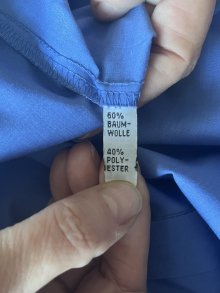 60%
BAUM-
WOLLE
40%
POLY-
ESTER